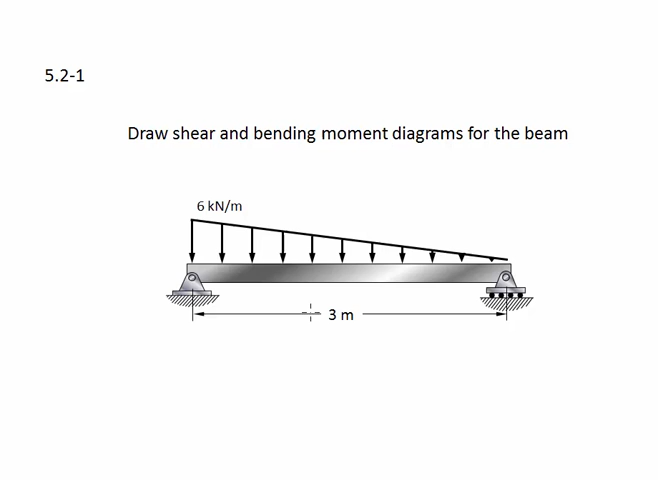 5.2-1
Draw shear and bending moment diagrams for the beam
6 kN/m
3 m